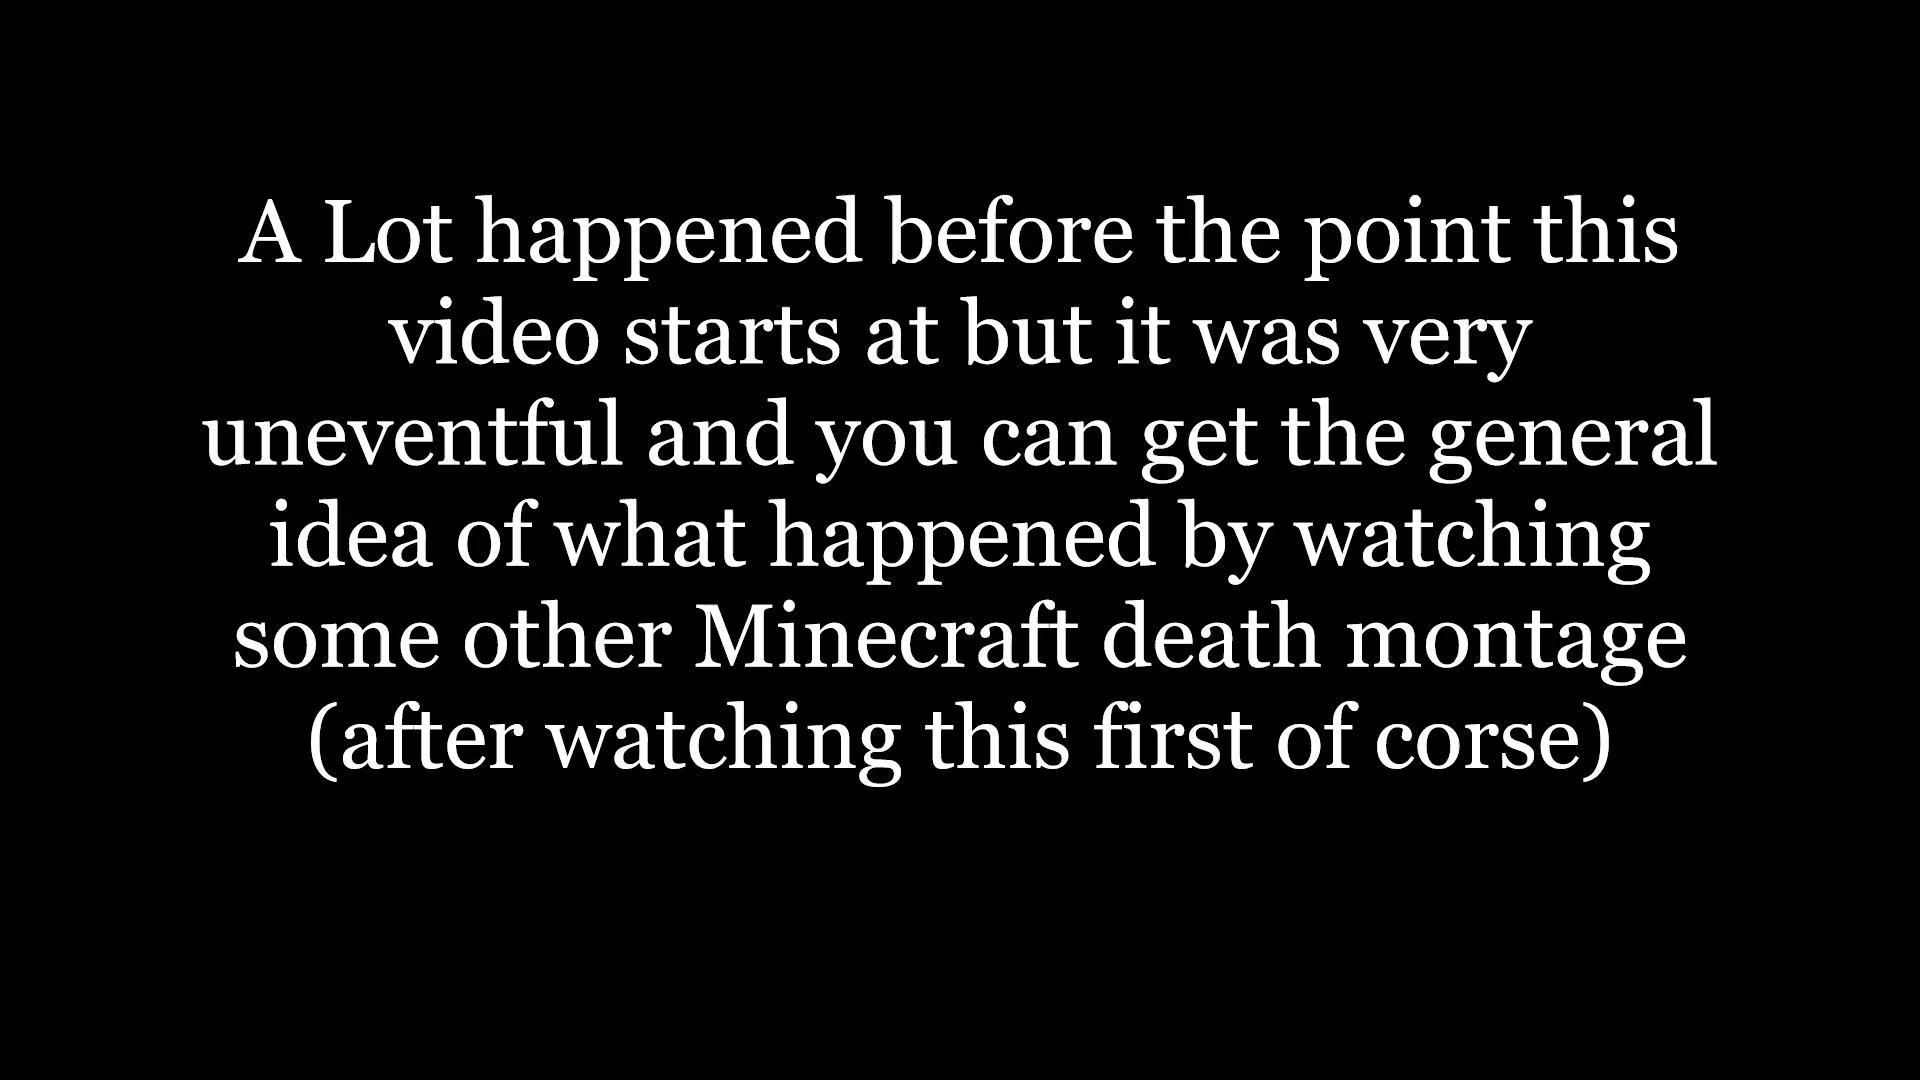 A Lot happened before the point this
video starts at but it was very
uneventful and you can get the general
idea of what happened by watching
some other Minecraft death montage
(after watching this first of corse)